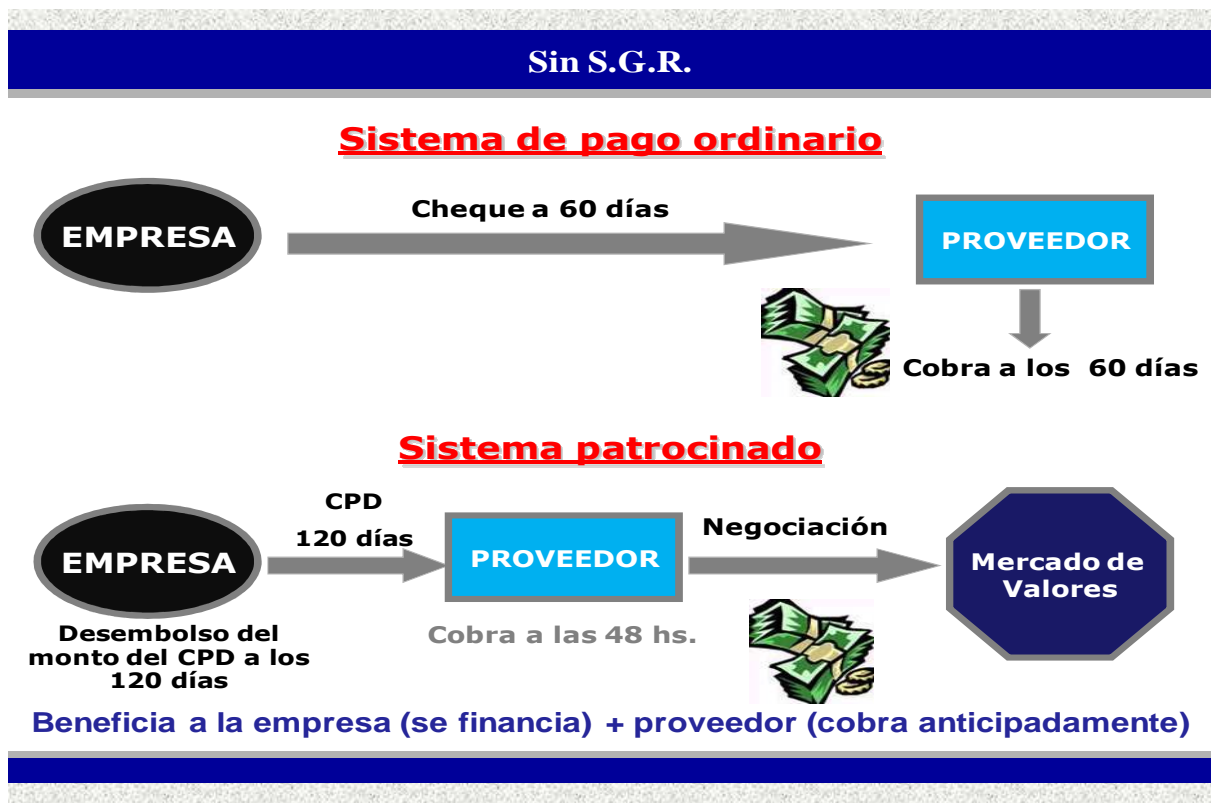 Sin S.G.R.
Sistema de pago ordinario
EMPRESA
Cheque a 60 días
PROVEEDOR
Cobra a los 60 días
Sistema patrocinado
EMPRESA
CPD
120 días
PROVEEDOR
Negociación
Mercado de
Valores
Desembolso del
monto del CPD a los
120 días
Cobra a las 48 hs.
Beneficia a la empresa (se financia) + proveedor (cobra anticipadamente)